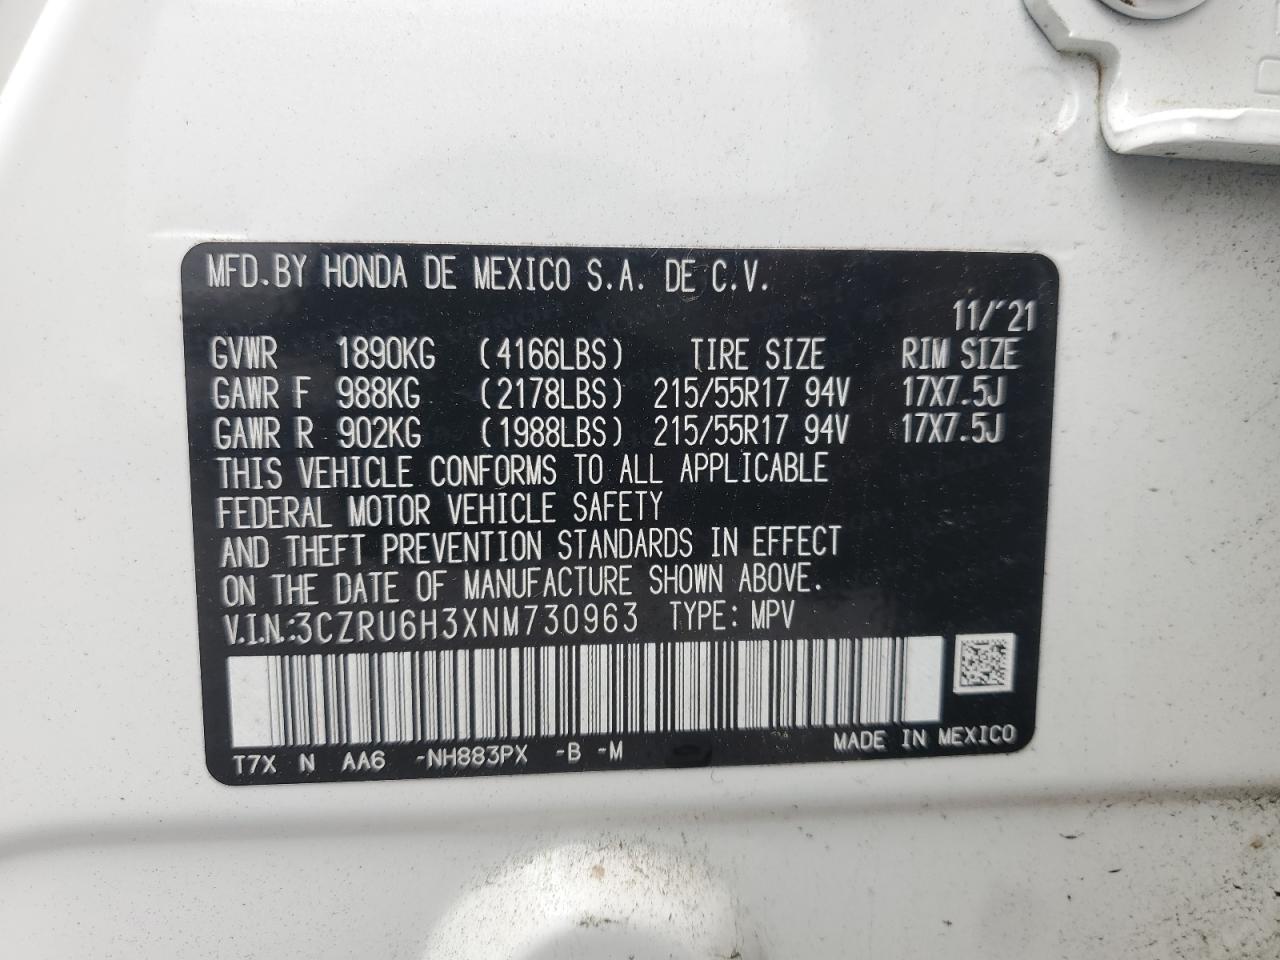 MFD.BY HONDA DE MEXICO S.A. DE C.V.
11/'21
GVWR 1890KG (4166LBS) TIRE SIZE RIM SIZE
GAWR F 988KG (2178LBS) 215/55R17 94V 17X7.5J
GAWR R 902KG (1988LBS) 215/55R17 94V 17X7.5J
THIS VEHICLE CONFORMS TO ALL APPLICABLE
FEDERAL MOTOR VEHICLE SAFETY
AND THEFT PREVENTION STANDARDS IN EFFECT
ON THE DATE OF MANUFACTURE SHOWN ABOVE.
V.I.N.:3CZRU6H3XNM730963 TYPE: MPV
T7X N AA6 -NH883PX -B -M MADE IN MEXICO